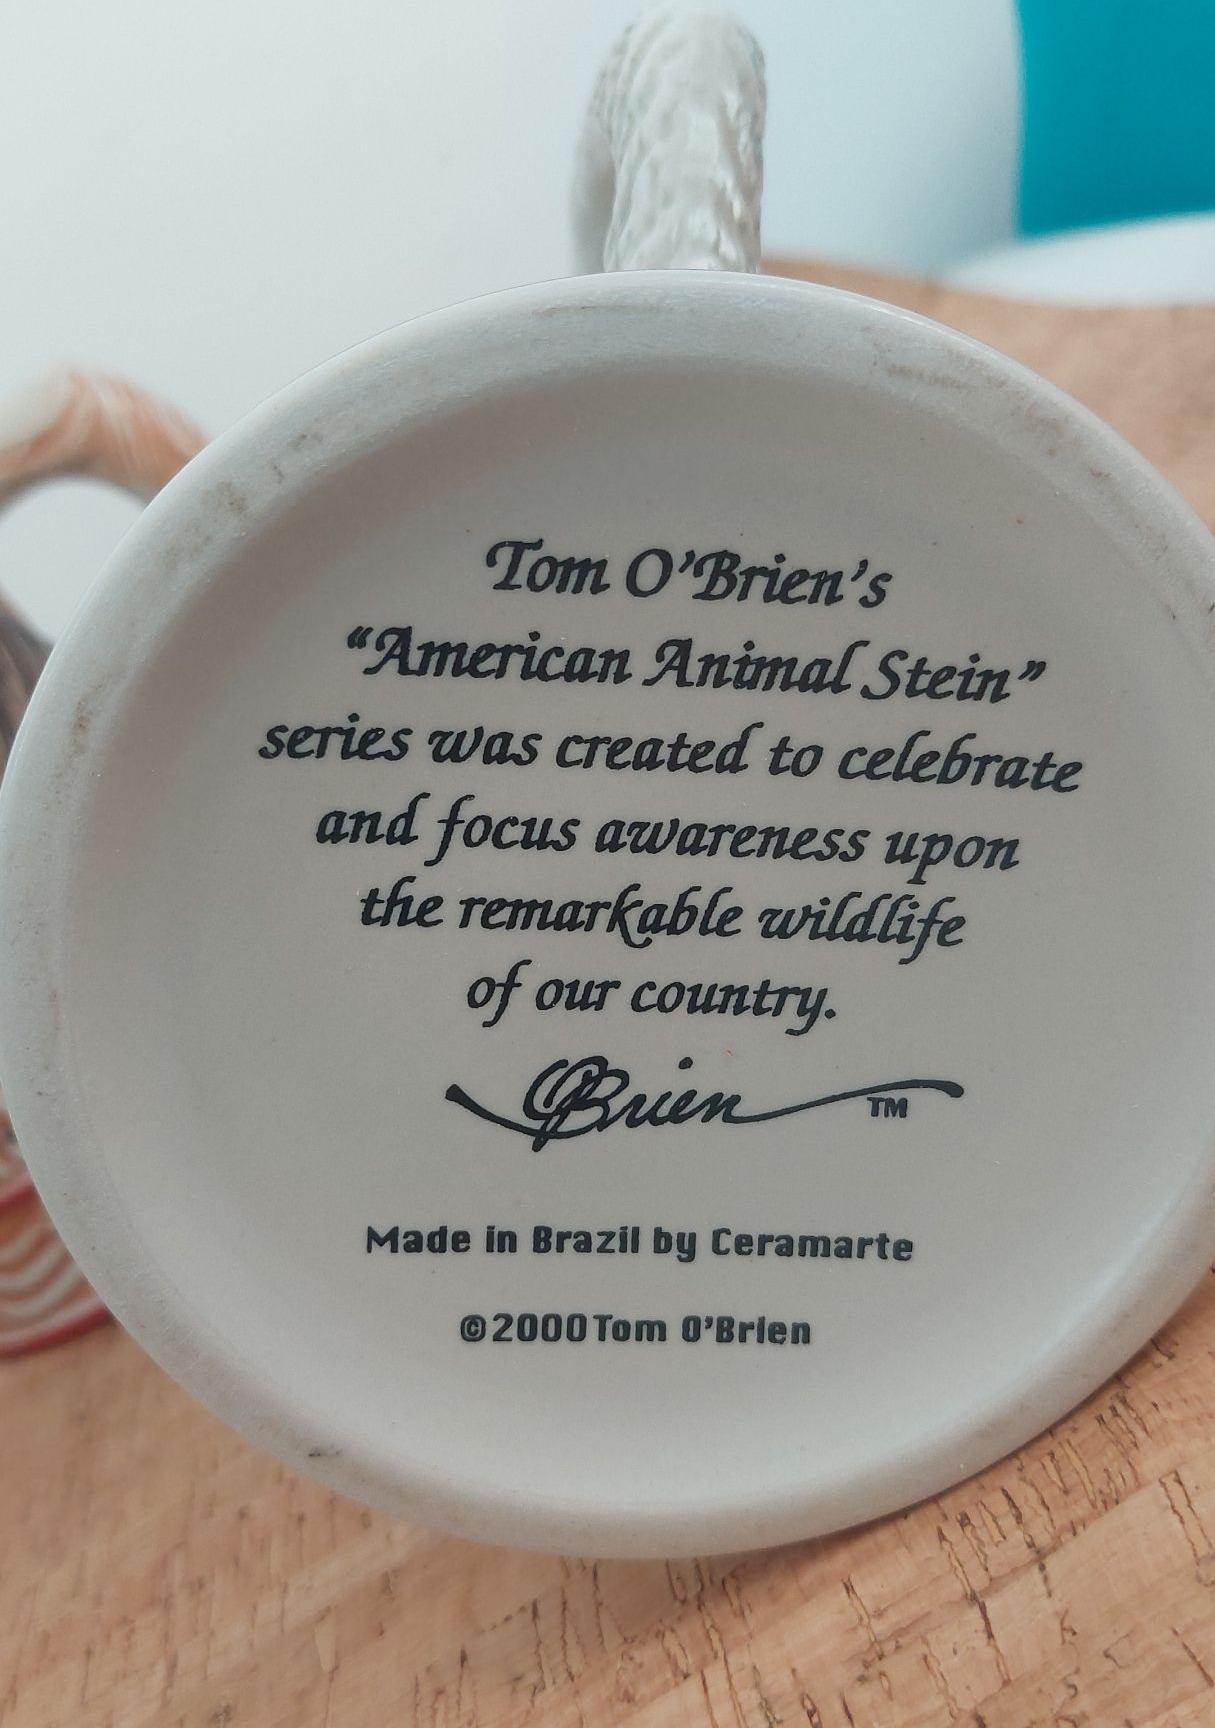 Tom O'Brien's
“American Animal Stein”
series was created to celebrate
and focus awareness upon
the remarkable wildlife
of our country.
O'Brien TM
Made in Brazil by Ceramarte
©2000 Tom O'Brien